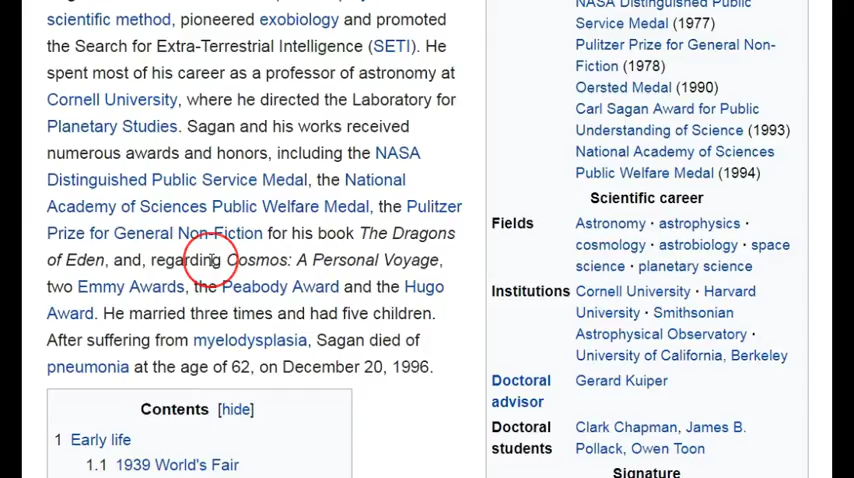 scientific method, pioneered exobiology and promoted
the Search for Extra-Terrestrial Intelligence (SETI). He
spent most of his career as a professor of astronomy at
Cornell University, where he directed the Laboratory for
Planetary Studies. Sagan and his works received
numerous awards and honors, including the NASA
Distinguished Public Service Medal, the National
Academy of Sciences Public Welfare Medal, the Pulitzer
Prize for General Non-Fiction for his book The Dragons
of Eden, and, regarding Cosmos: A Personal Voyage,
two Emmy Awards, the Peabody Award and the Hugo
Award. He married three times and had five children.
After suffering from myelodysplasia, Sagan died of
pneumonia at the age of 62, on December 20, 1996.
Contents [hide]
1 Early life
1.1 1939 World's Fair
NASA Distinguished Public
Service Medal (1977)
Pulitzer Prize for General Non-
Fiction (1978)
Oersted Medal (1990)
Carl Sagan Award for Public
Understanding of Science (1993)
National Academy of Sciences
Public Welfare Medal (1994)
Scientific career
Fields Astronomy · astrophysics ·
cosmology · astrobiology · space
science · planetary science
Institutions Cornell University · Harvard
University · Smithsonian
Astrophysical Observatory ·
University of California, Berkeley
Doctoral Gerard Kuiper
advisor
Doctoral Clark Chapman, James B.
students Pollack, Owen Toon
Signature